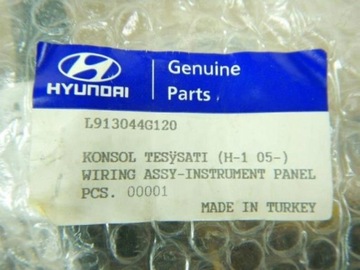 HYUNDAI
Genuine
Parts
L913044G120
KONSOL TESÿSATI (H-1 05-)
WIRING ASSY-INSTRUMENT PANEL
PCS. 00001
MADE IN TURKEY